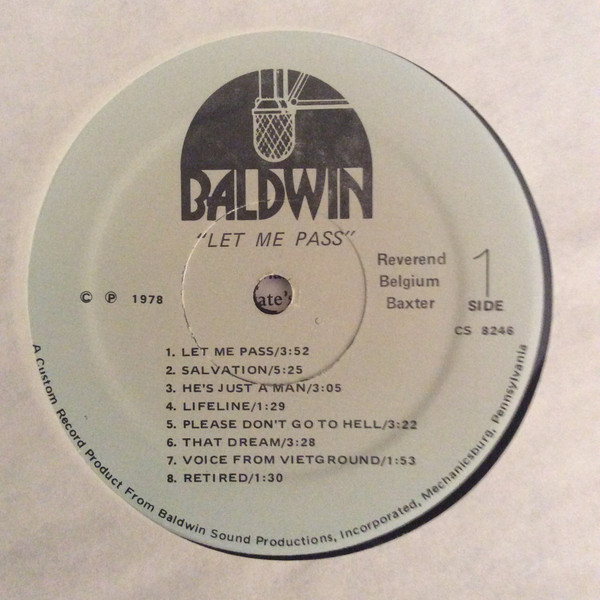 BALDWIN
"LET ME PASS"
Reverend
Belgium
Baxter
1
SIDE
CS 8246
© ℗ 1978
ate's
1. LET ME PASS/3:52
2. SALVATION/5:25
3. HE'S JUST A MAN/3:05
4. LIFELINE/1:29
5. PLEASE DON'T GO TO HELL/3:22
6. THAT DREAM/3:28
7. VOICE FROM VIETGROUND/1:53
8. RETIRED/1:30
A Custom Record Product From Baldwin Sound Productions, Incorporated, Mechanicsburg, Pennsylvania